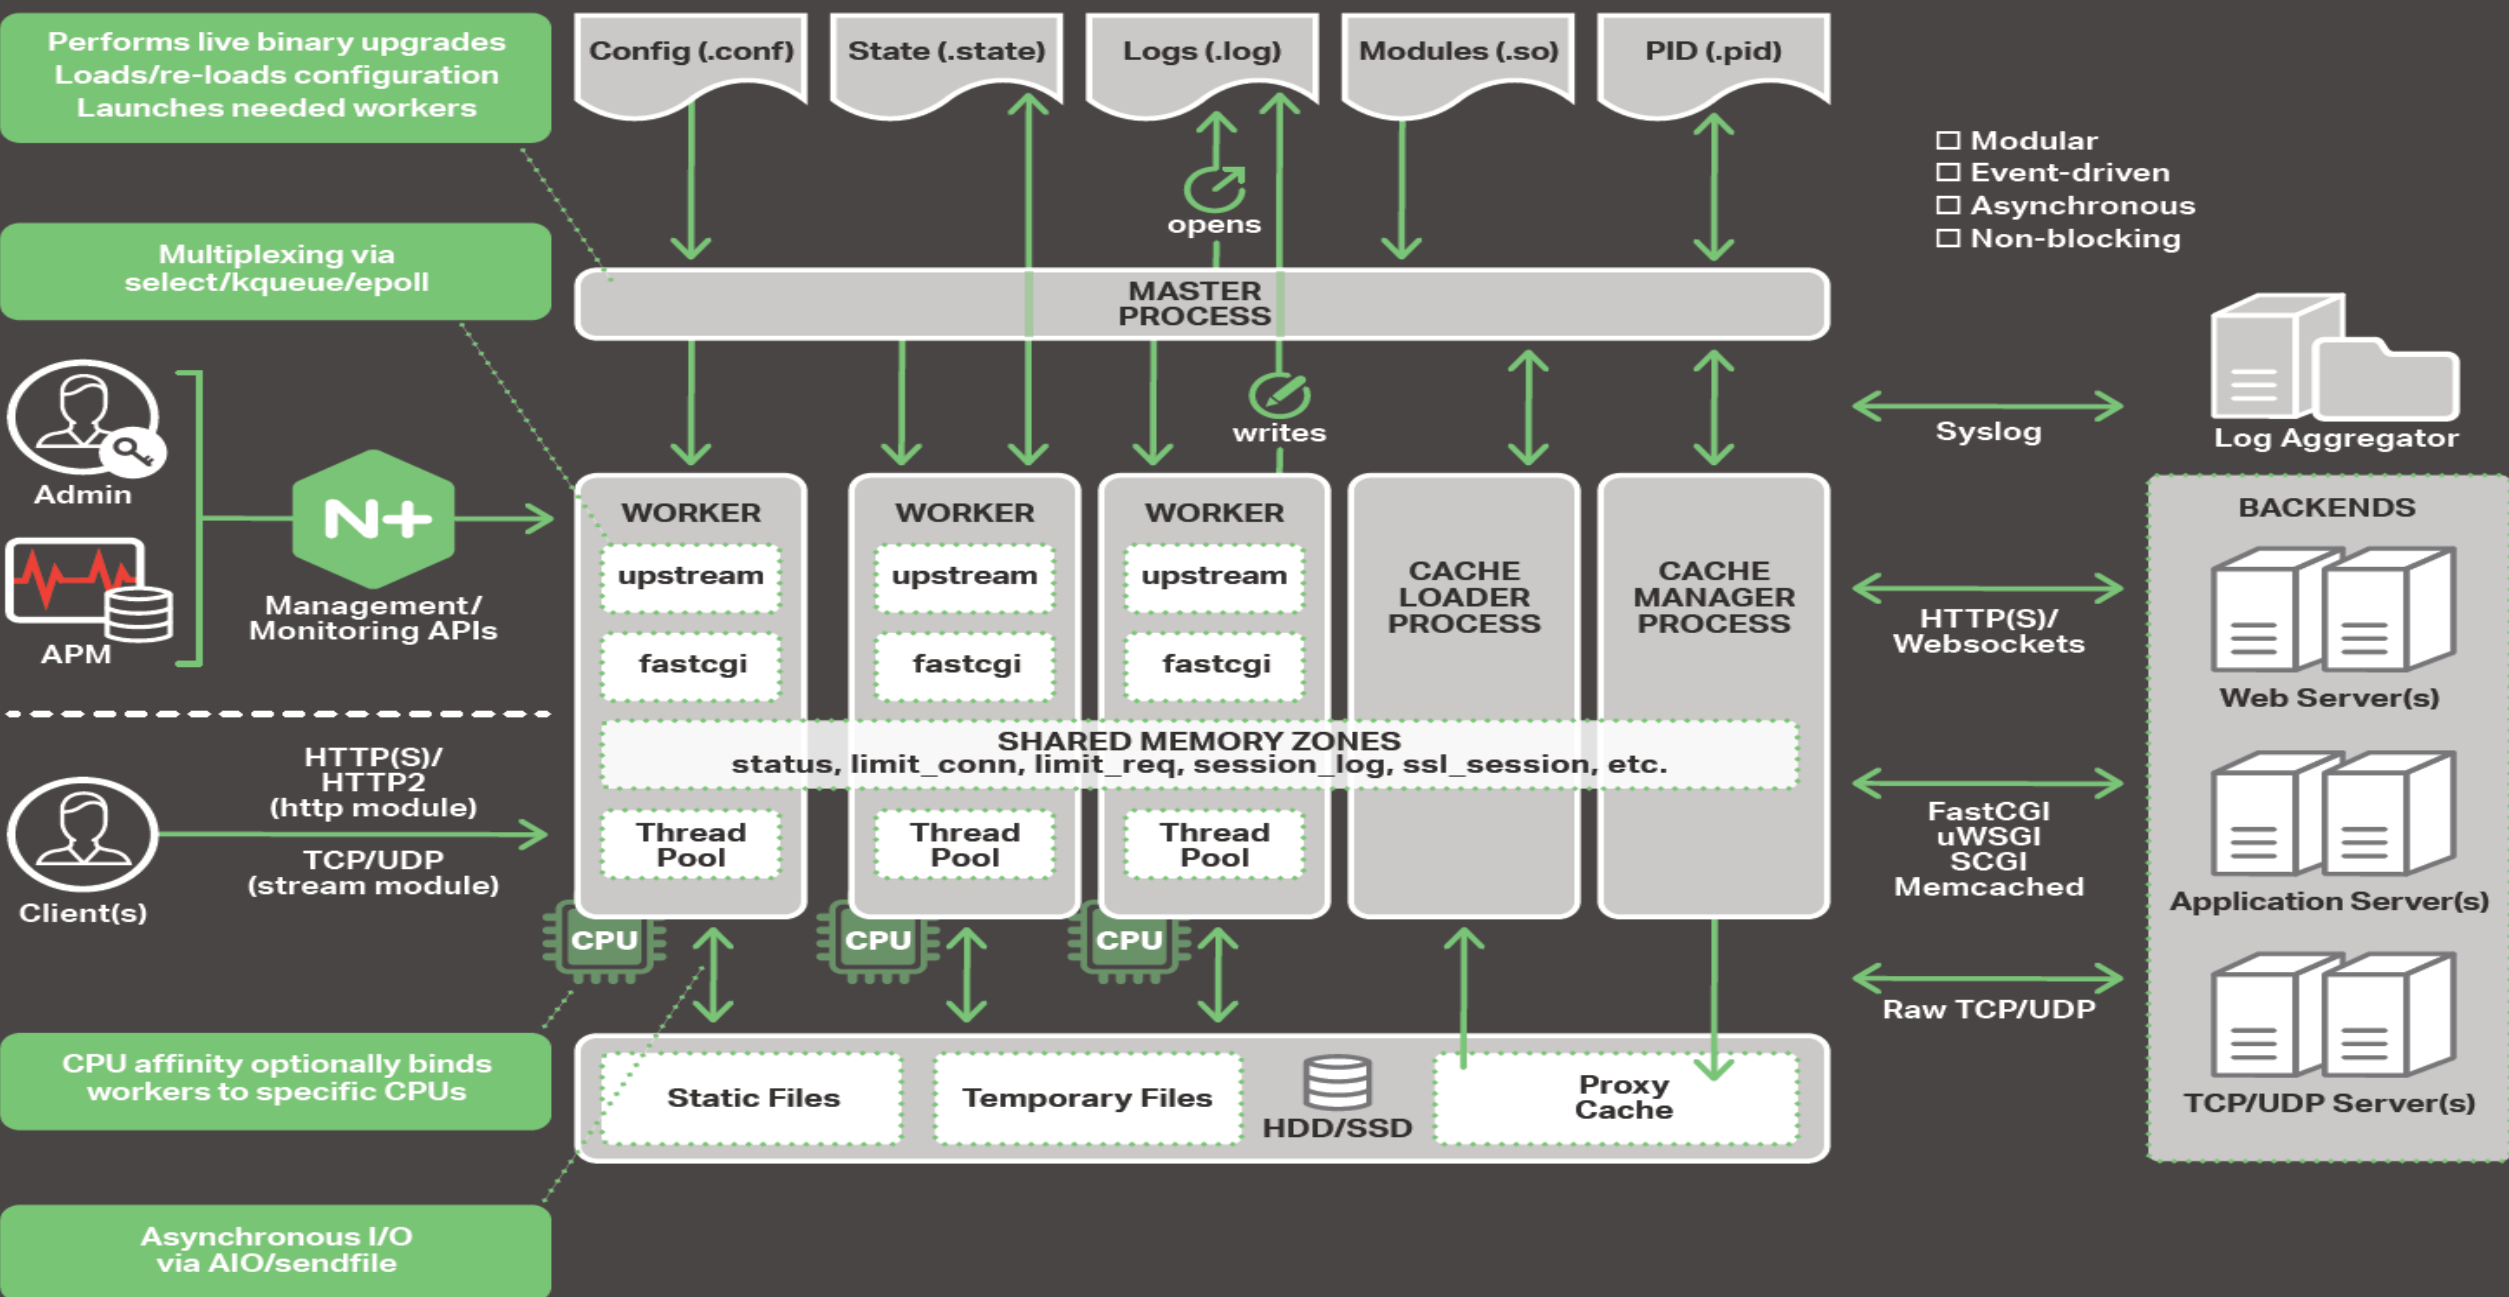 Performs live binary upgrades
Loads/re-loads configuration
Launches needed workers
Config (.conf)
State (.state)
Logs (.log)
Modules (.so)
PID (.pid)
Modular
Event-driven
Asynchronous
Non-blocking
opens
Multiplexing via
select/kqueue/epoll
MASTER
PROCESS
writes
Syslog
Log Aggregator
Admin
N+
Management/
Monitoring APIs
APM
WORKER
upstream
fastcgi
WORKER
upstream
fastcgi
WORKER
upstream
fastcgi
CACHE
LOADER
PROCESS
CACHE
MANAGER
PROCESS
SHARED MEMORY ZONES
status, limit_conn, limit_req, session_log, ssl_session, etc.
Thread
Pool
Thread
Pool
Thread
Pool
HTTP(S)/
HTTP2
(http module)
TCP/UDP
(stream module)
Client(s)
CPU
CPU
CPU
BACKENDS
HTTP(S)/
Websockets
Web Server(s)
FastCGI
uWSGI
SCGI
Memcached
Application Server(s)
Raw TCP/UDP
TCP/UDP Server(s)
CPU affinity optionally binds
workers to specific CPUs
Static Files
Temporary Files
HDD/SSD
Proxy
Cache
Asynchronous I/O
via AIO/sendfile